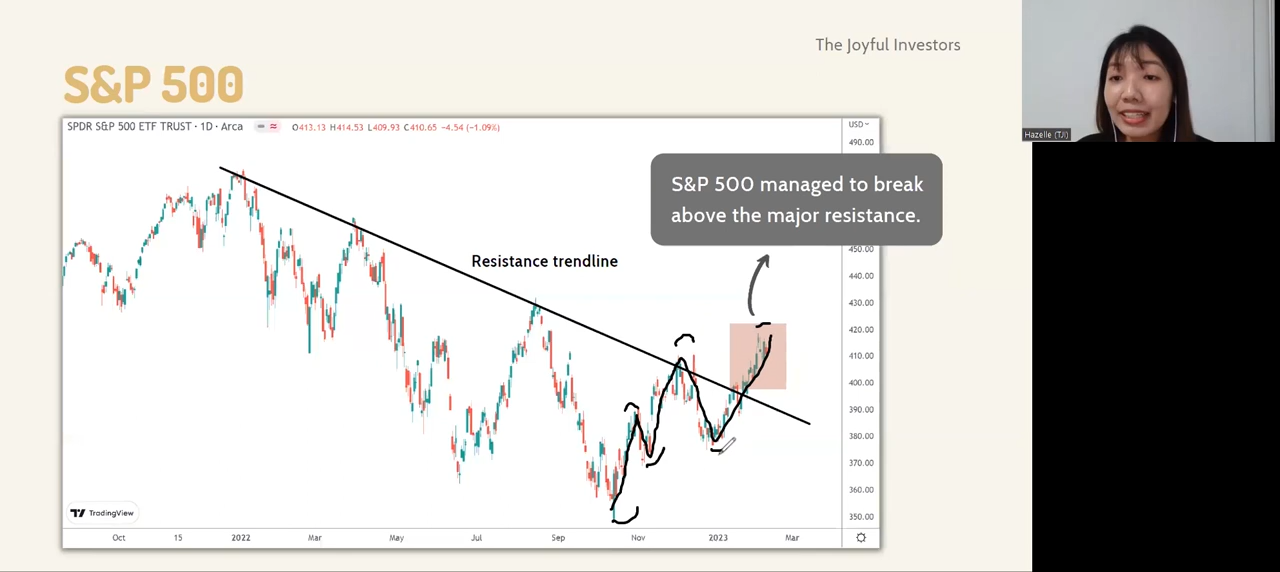 The Joyful Investors
S&P 500
Hazelle (TJI)
SPDR S&P 500 ETF TRUST · 1D · Arca O413.13 H414.53 L409.93 C410.65 −4.54 (−1.09%)
USD
490.00
S&P 500 managed to break
above the major resistance.
450.00
Resistance trendline
440.00
430.00
420.00
410.00
400.00
390.00
380.00
370.00
360.00
350.00
TradingView
Oct 15 2022 Mar May Jul Sep Nov 2023 Mar